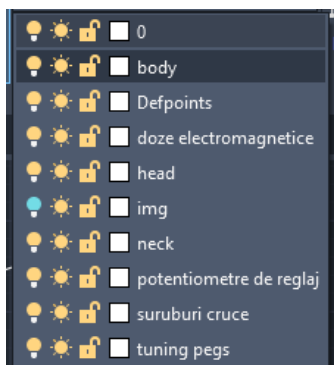 0
body
Defpoints
doze electromagnetice
head
img
neck
potentiometre de reglaj
suruburi cruce
tuning pegs